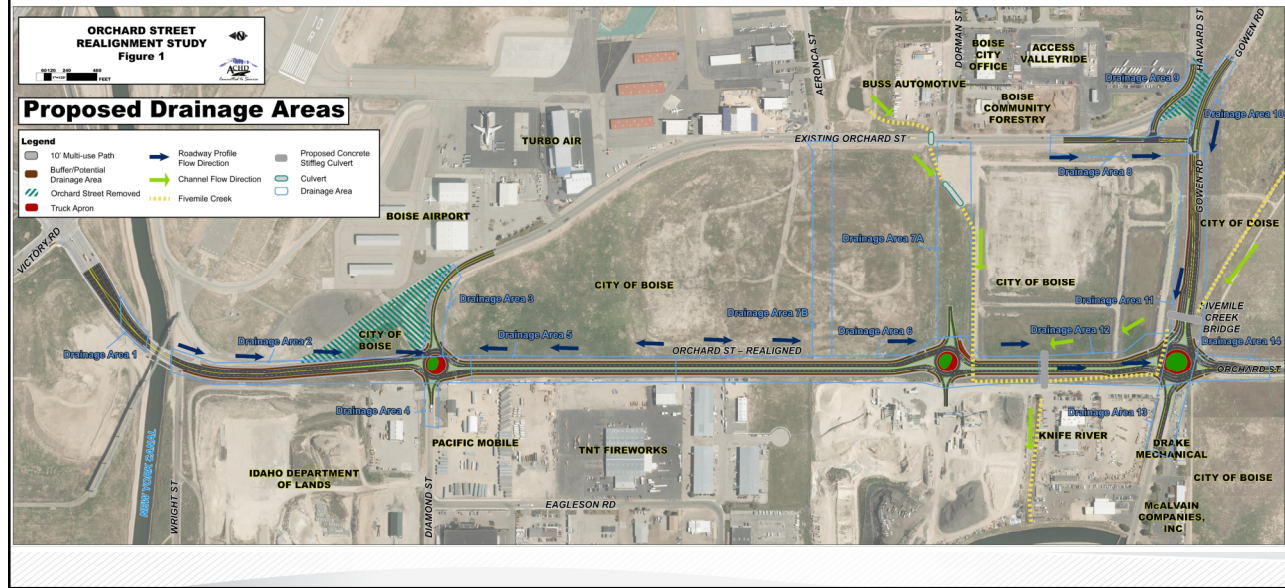 ORCHARD STREET
REALIGNMENT STUDY
Figure 1
FEET
ACHD
Committed to Service
Proposed Drainage Areas
Legend
10' Multi-use Path
Buffer/Potential
Drainage Area
Orchard Street Removed
Truck Apron
Roadway Profile
Flow Direction
Channel Flow Direction
Fivemile Creek
Proposed Concrete
Stiffleg Culvert
Culvert
Drainage Area
VICTORY RD
BOISE AIRPORT
TURBO AIR
AERONCA ST
BUSS AUTOMOTIVE
DORMAN ST
BOISE
CITY
OFFICE
ACCESS
VALLEYRIDE
BOISE
COMMUNITY
FORESTRY
HARVARD ST
GOWEN RD
Drainage Area 9
Drainage Area 10
EXISTING ORCHARD ST
Drainage Area 8
GOWEN RD
CITY OF BOISE
Drainage Area 7A
CITY OF BOISE
CITY OF BOISE
Drainage Area 3
Drainage Area 11
FIVEMILE
CREEK
BRIDGE
Drainage Area 1
Drainage Area 2
CITY OF
BOISE
Drainage Area 5
Drainage Area 7B
Drainage Area 6
Drainage Area 12
Drainage Area 14
ORCHARD ST – REALIGNED
ORCHARD ST
Drainage Area 4
Drainage Area 13
NEW YORK CANAL
WRIGHT ST
IDAHO DEPARTMENT
OF LANDS
DIAMOND ST
PACIFIC MOBILE
TNT FIREWORKS
EAGLESON RD
KNIFE RIVER
DRAKE
MECHANICAL
CITY OF BOISE
McALVAIN
COMPANIES,
INC